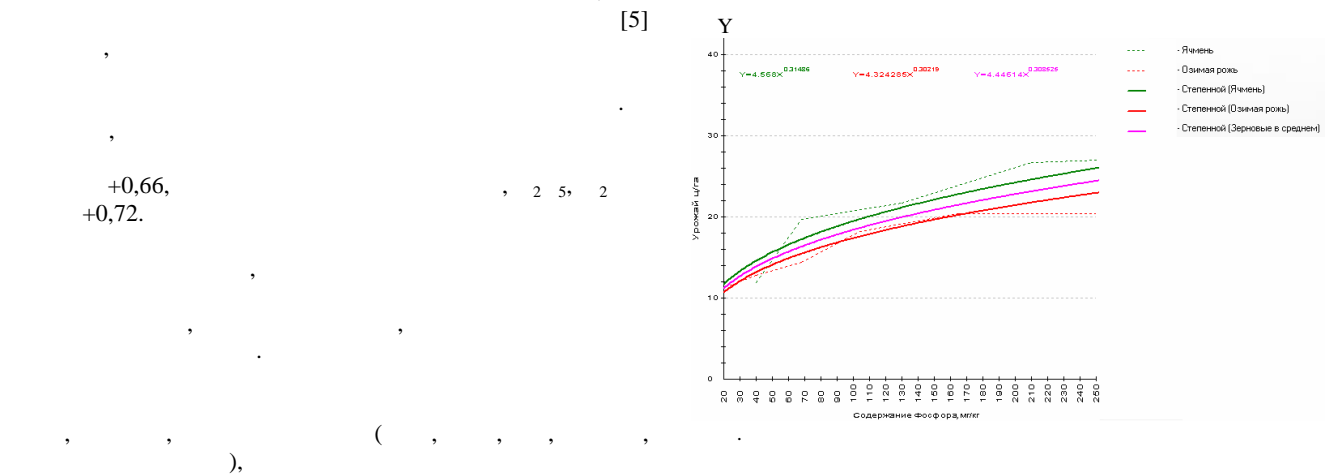 [5]
,
.
,
+0,66, , 2 5, 2
+0,72.
,
, ,
.
, , ( , , , , .
),
Y
40
30
20
10
0
Y=4.568X^0.31486 Y=4.324285X^0.30219 Y=4.44614X
Урожай ц/га
20 30 40 50 60 70 80 90 100 110 120 130 140 150 160 170 180 190 200 210 220 230 240 250
Содержание Фосфора, мг/кг
- Ячмень
- Озимая рожь
- Степенной (Ячмень)
- Степенной (Озимая рожь)
- Степенной (Зерновые в среднем)